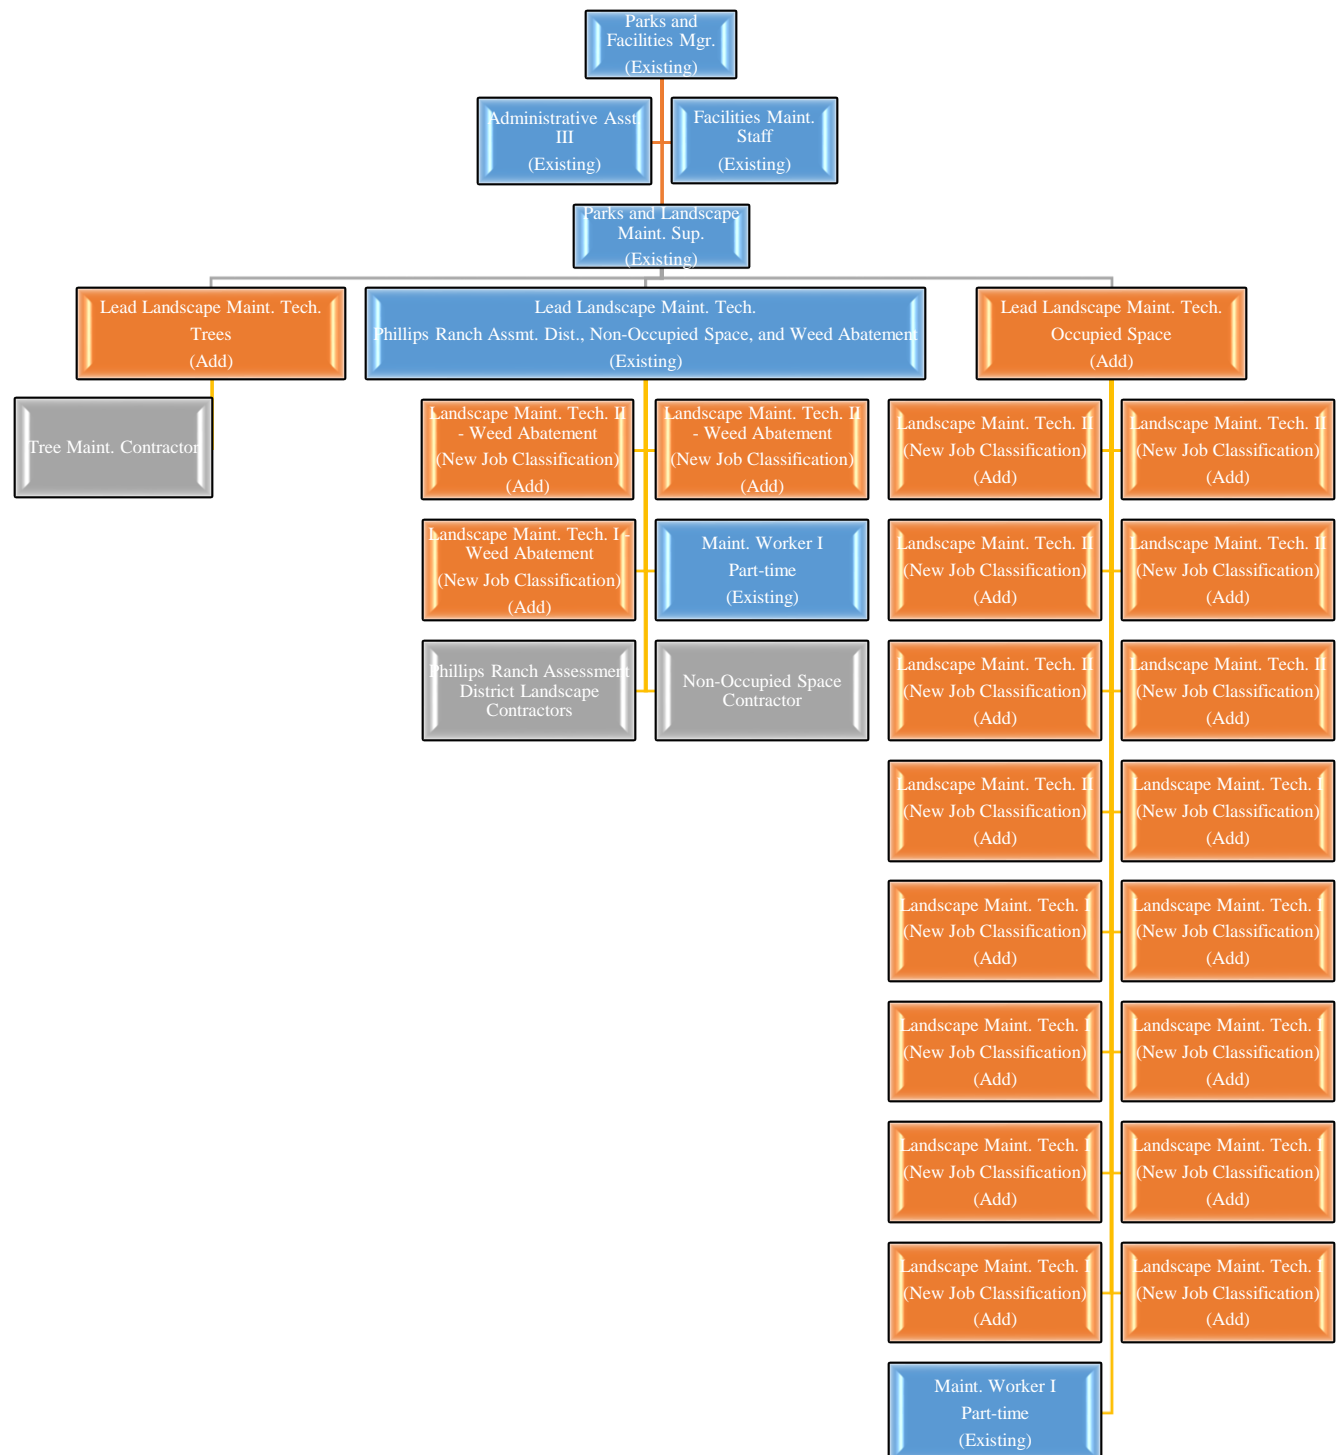 Parks and
Facilities Mgr.
(Existing)
Administrative Asst
III
(Existing)
Facilities Maint.
Staff
(Existing)
Parks and Landscape
Maint. Sup.
(Existing)
Lead Landscape Maint. Tech.
Trees
(Add)
Lead Landscape Maint. Tech.
Phillips Ranch Assmt. Dist., Non-Occupied Space, and Weed Abatement
(Existing)
Lead Landscape Maint. Tech.
Occupied Space
(Add)
Tree Maint. Contractor
Landscape Maint. Tech. II
- Weed Abatement
(New Job Classification)
(Add)
Landscape Maint. Tech. II
- Weed Abatement
(New Job Classification)
(Add)
Landscape Maint. Tech. I -
Weed Abatement
(New Job Classification)
(Add)
Maint. Worker I
Part-time
(Existing)
Phillips Ranch Assessment
District Landscape
Contractors
Non-Occupied Space
Contractor
Landscape Maint. Tech. II
(New Job Classification)
(Add)
Landscape Maint. Tech. II
(New Job Classification)
(Add)
Landscape Maint. Tech. II
(New Job Classification)
(Add)
Landscape Maint. Tech. II
(New Job Classification)
(Add)
Landscape Maint. Tech. II
(New Job Classification)
(Add)
Landscape Maint. Tech. II
(New Job Classification)
(Add)
Landscape Maint. Tech. II
(New Job Classification)
(Add)
Landscape Maint. Tech. I
(New Job Classification)
(Add)
Landscape Maint. Tech. I
(New Job Classification)
(Add)
Landscape Maint. Tech. I
(New Job Classification)
(Add)
Landscape Maint. Tech. I
(New Job Classification)
(Add)
Landscape Maint. Tech. I
(New Job Classification)
(Add)
Landscape Maint. Tech. I
(New Job Classification)
(Add)
Landscape Maint. Tech. I
(New Job Classification)
(Add)
Landscape Maint. Tech. I
(New Job Classification)
(Add)
Landscape Maint. Tech. I
(New Job Classification)
(Add)
Maint. Worker I
Part-time
(Existing)